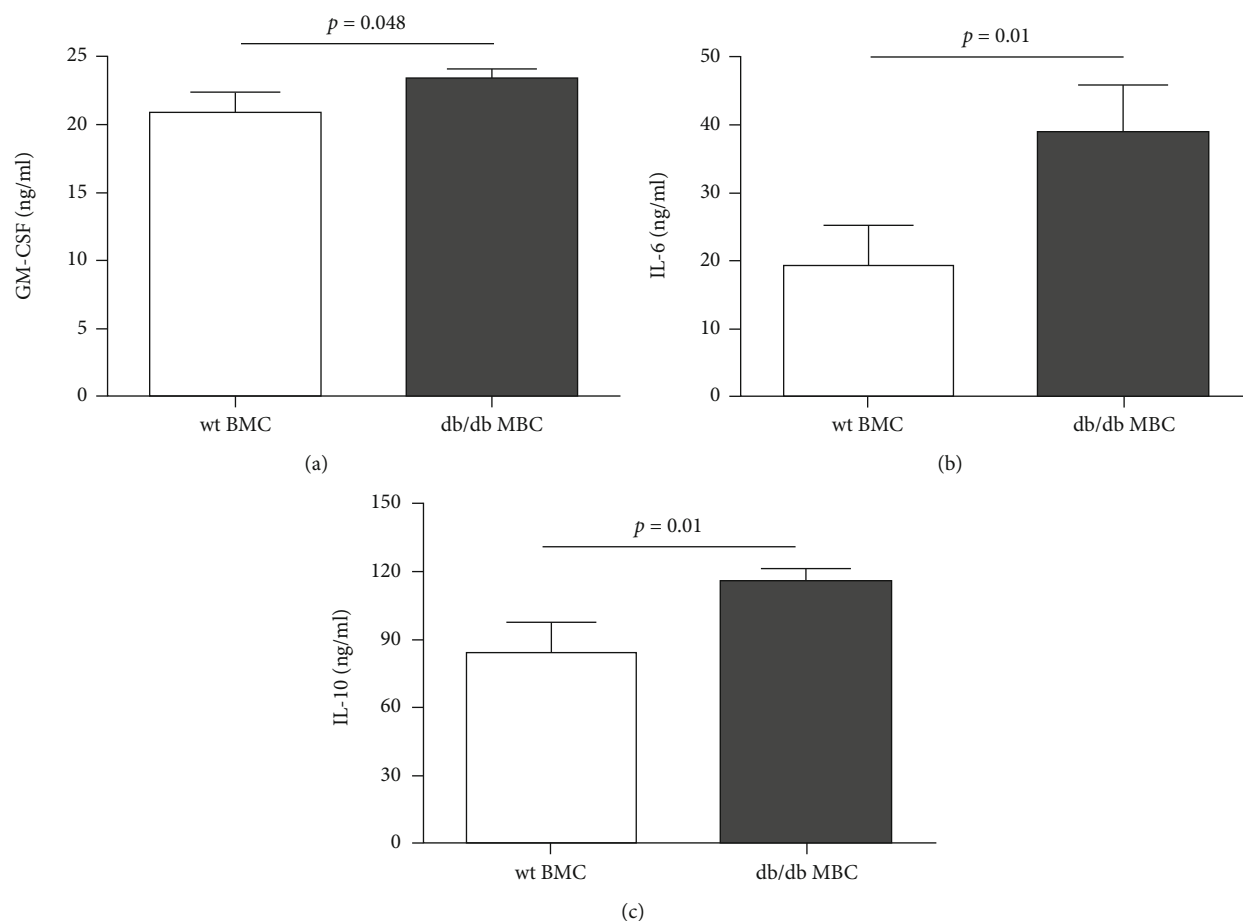 p = 0.048
25
20
15
10
5
0
GM-CSF (ng/ml)
wt BMC
db/db MBC
(a)
p = 0.01
50
40
30
20
10
0
IL-6 (ng/ml)
wt BMC
db/db MBC
(b)
p = 0.01
150
120
90
60
30
0
IL-10 (ng/ml)
wt BMC
db/db MBC
(c)